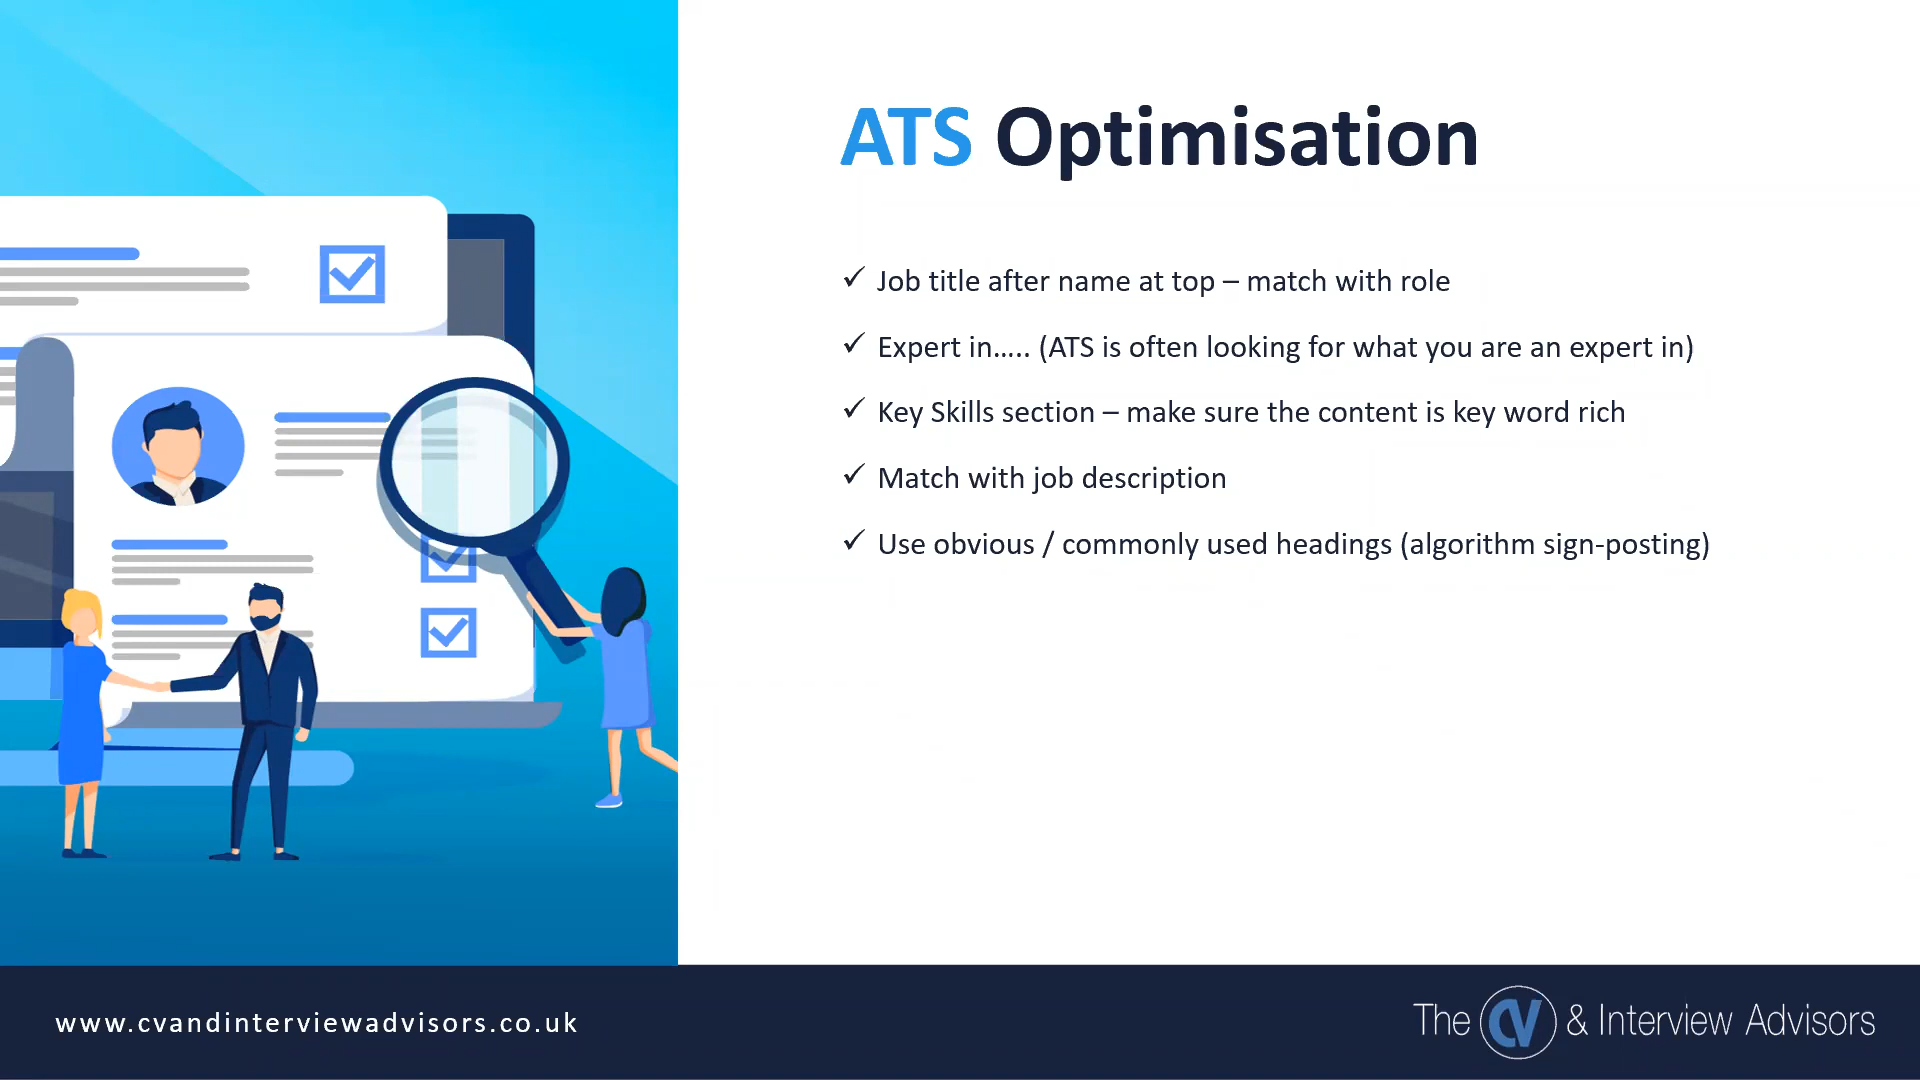 ATS Optimisation
✓ Job title after name at top – match with role
✓ Expert in..... (ATS is often looking for what you are an expert in)
✓ Key Skills section – make sure the content is key word rich
✓ Match with job description
✓ Use obvious / commonly used headings (algorithm sign-posting)
www.cvandinterviewadvisors.co.uk
The CV & Interview Advisors